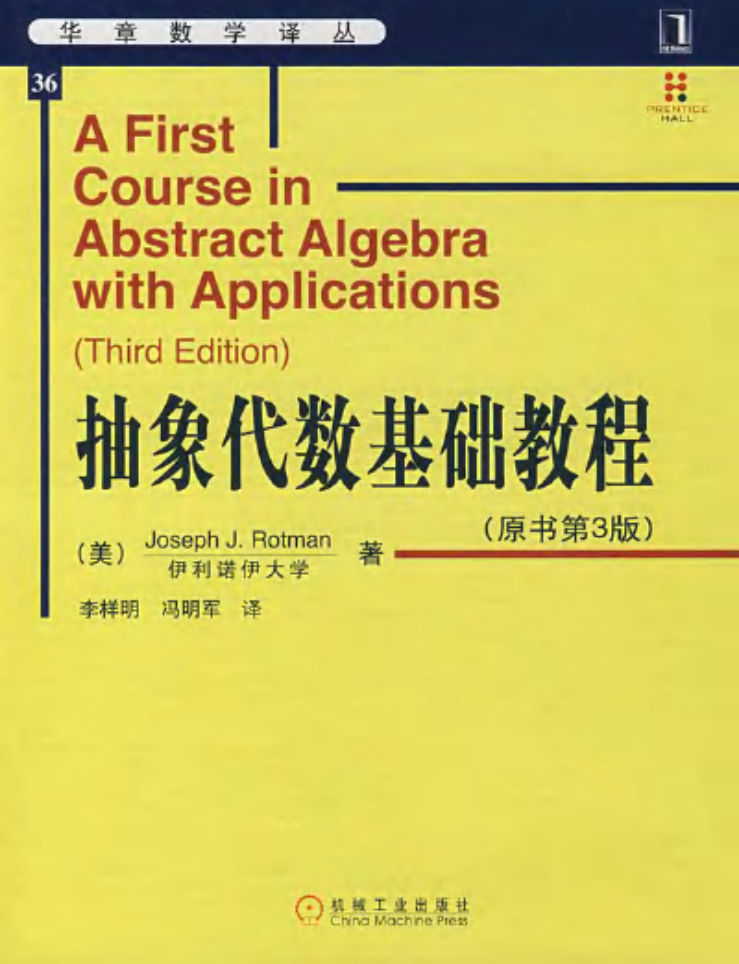 华章数学译丛
36
PRENTICE
HALL
A First
Course in
Abstract Algebra
with Applications
(Third Edition)
抽象代数基础教程
(原书第3版)
(美) Joseph J. Rotman 著
伊利诺伊大学
李样明 冯明军 译
机械工业出版社
China Machine Press